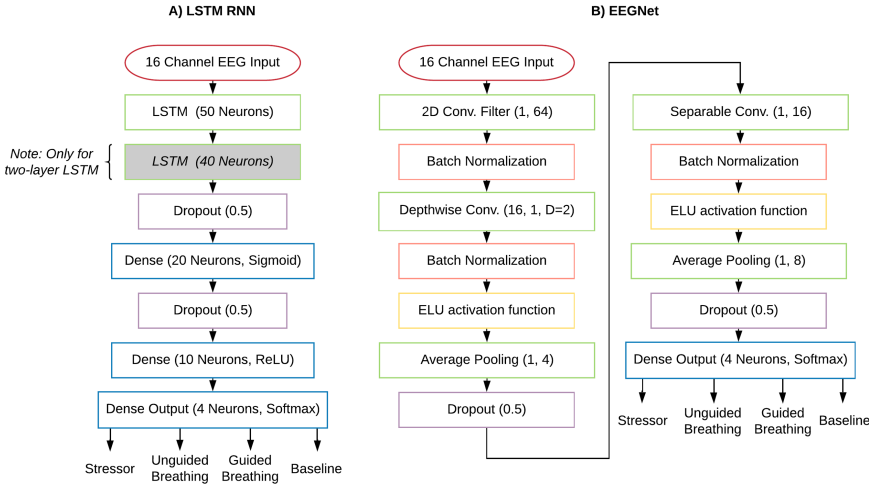 A) LSTM RNN
16 Channel EEG Input
LSTM (50 Neurons)
Note: Only for
two-layer LSTM
LSTM (40 Neurons)
Dropout (0.5)
Dense (20 Neurons, Sigmoid)
Dropout (0.5)
Dense (10 Neurons, ReLU)
Dense Output (4 Neurons, Softmax)
Stressor
Unguided
Breathing
Guided
Breathing
Baseline
B) EEGNet
16 Channel EEG Input
2D Conv. Filter (1, 64)
Batch Normalization
Depthwise Conv. (16, 1, D=2)
Batch Normalization
ELU activation function
Average Pooling (1, 4)
Dropout (0.5)
Separable Conv. (1, 16)
Batch Normalization
ELU activation function
Average Pooling (1, 8)
Dropout (0.5)
Dense Output (4 Neurons, Softmax)
Stressor
Unguided
Breathing
Guided
Breathing
Baseline